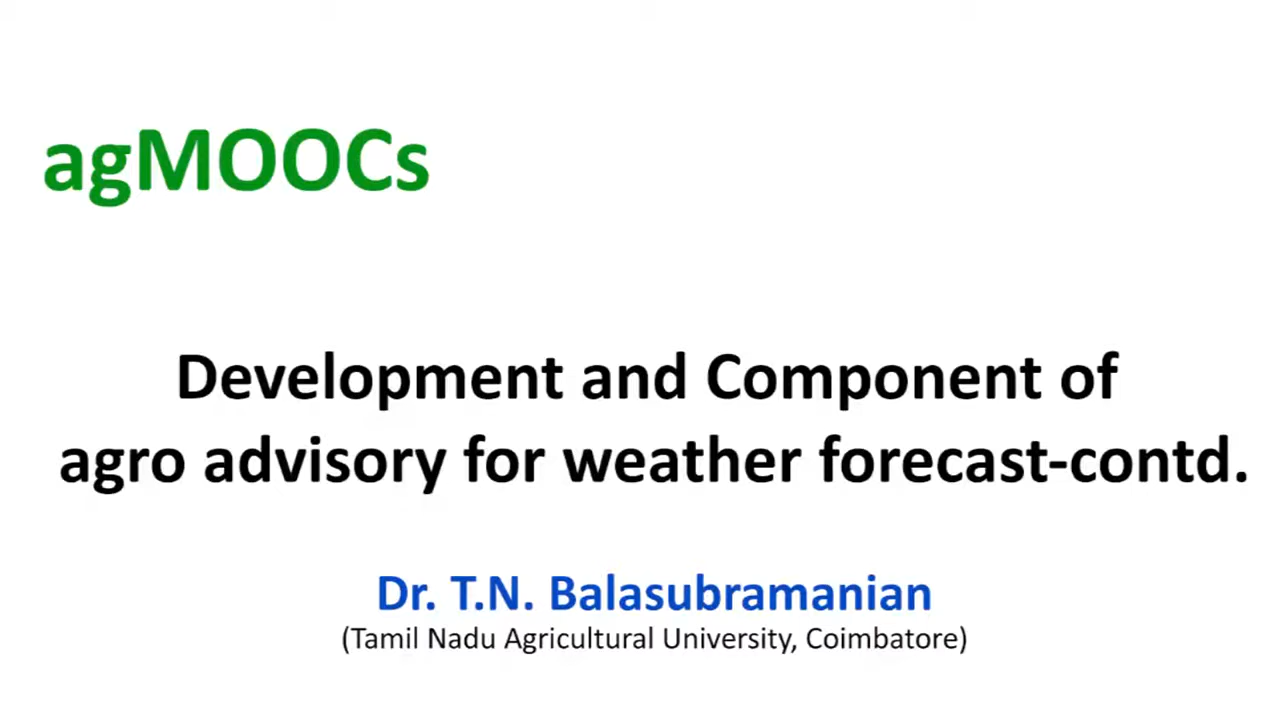 agMOOCs
Development and Component of
agro advisory for weather forecast-contd.
Dr. T.N. Balasubramanian
(Tamil Nadu Agricultural University, Coimbatore)